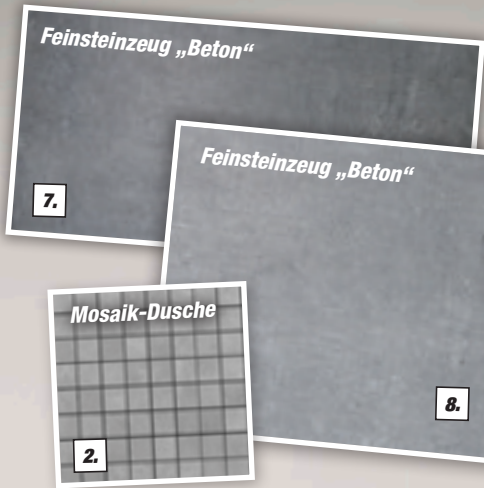 Feinsteinzeug „Beton“
7.
Feinsteinzeug „Beton“
8.
Mosaik-Dusche
2.